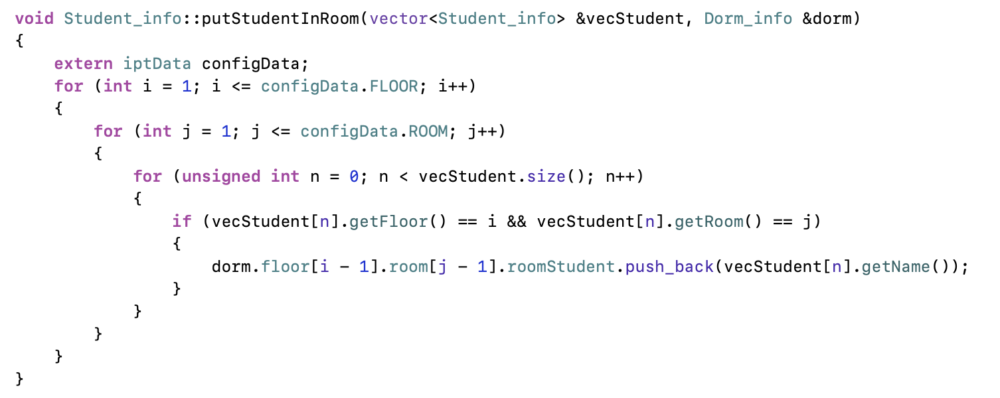 void Student_info::putStudentInRoom(vector<Student_info> &vecStudent, Dorm_info &dorm)
{
    extern iptData configData;
    for (int i = 1; i <= configData.FLOOR; i++)
    {
        for (int j = 1; j <= configData.ROOM; j++)
        {
            for (unsigned int n = 0; n < vecStudent.size(); n++)
            {
                if (vecStudent[n].getFloor() == i && vecStudent[n].getRoom() == j)
                {
                    dorm.floor[i - 1].room[j - 1].roomStudent.push_back(vecStudent[n].getName());
                }
            }
        }
    }
}